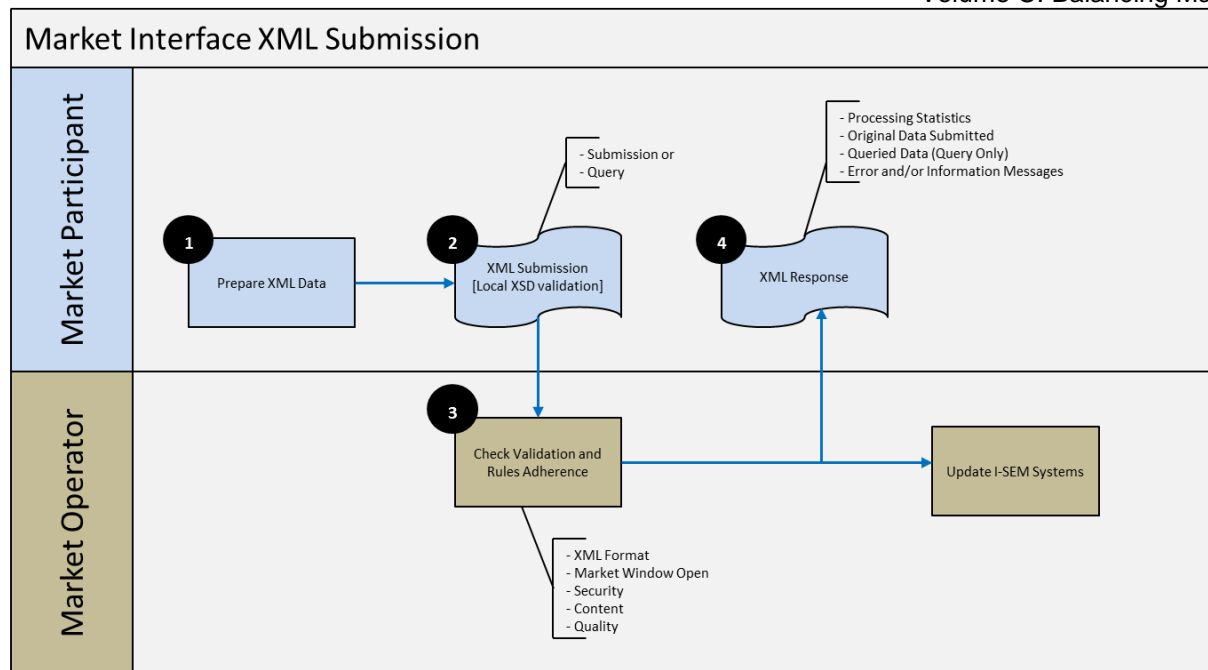 Volume C: Balancing
Market Interface XML Submission
Market Participant
- Submission or
- Query
- Processing Statistics
- Original Data Submitted
- Queried Data (Query Only)
- Error and/or Information Messages
1
Prepare XML Data
2
XML Submission
[Local XSD validation]
4
XML Response
Market Operator
3
Check Validation and
Rules Adherence
Update I-SEM Systems
- XML Format
- Market Window Open
- Security
- Content
- Quality